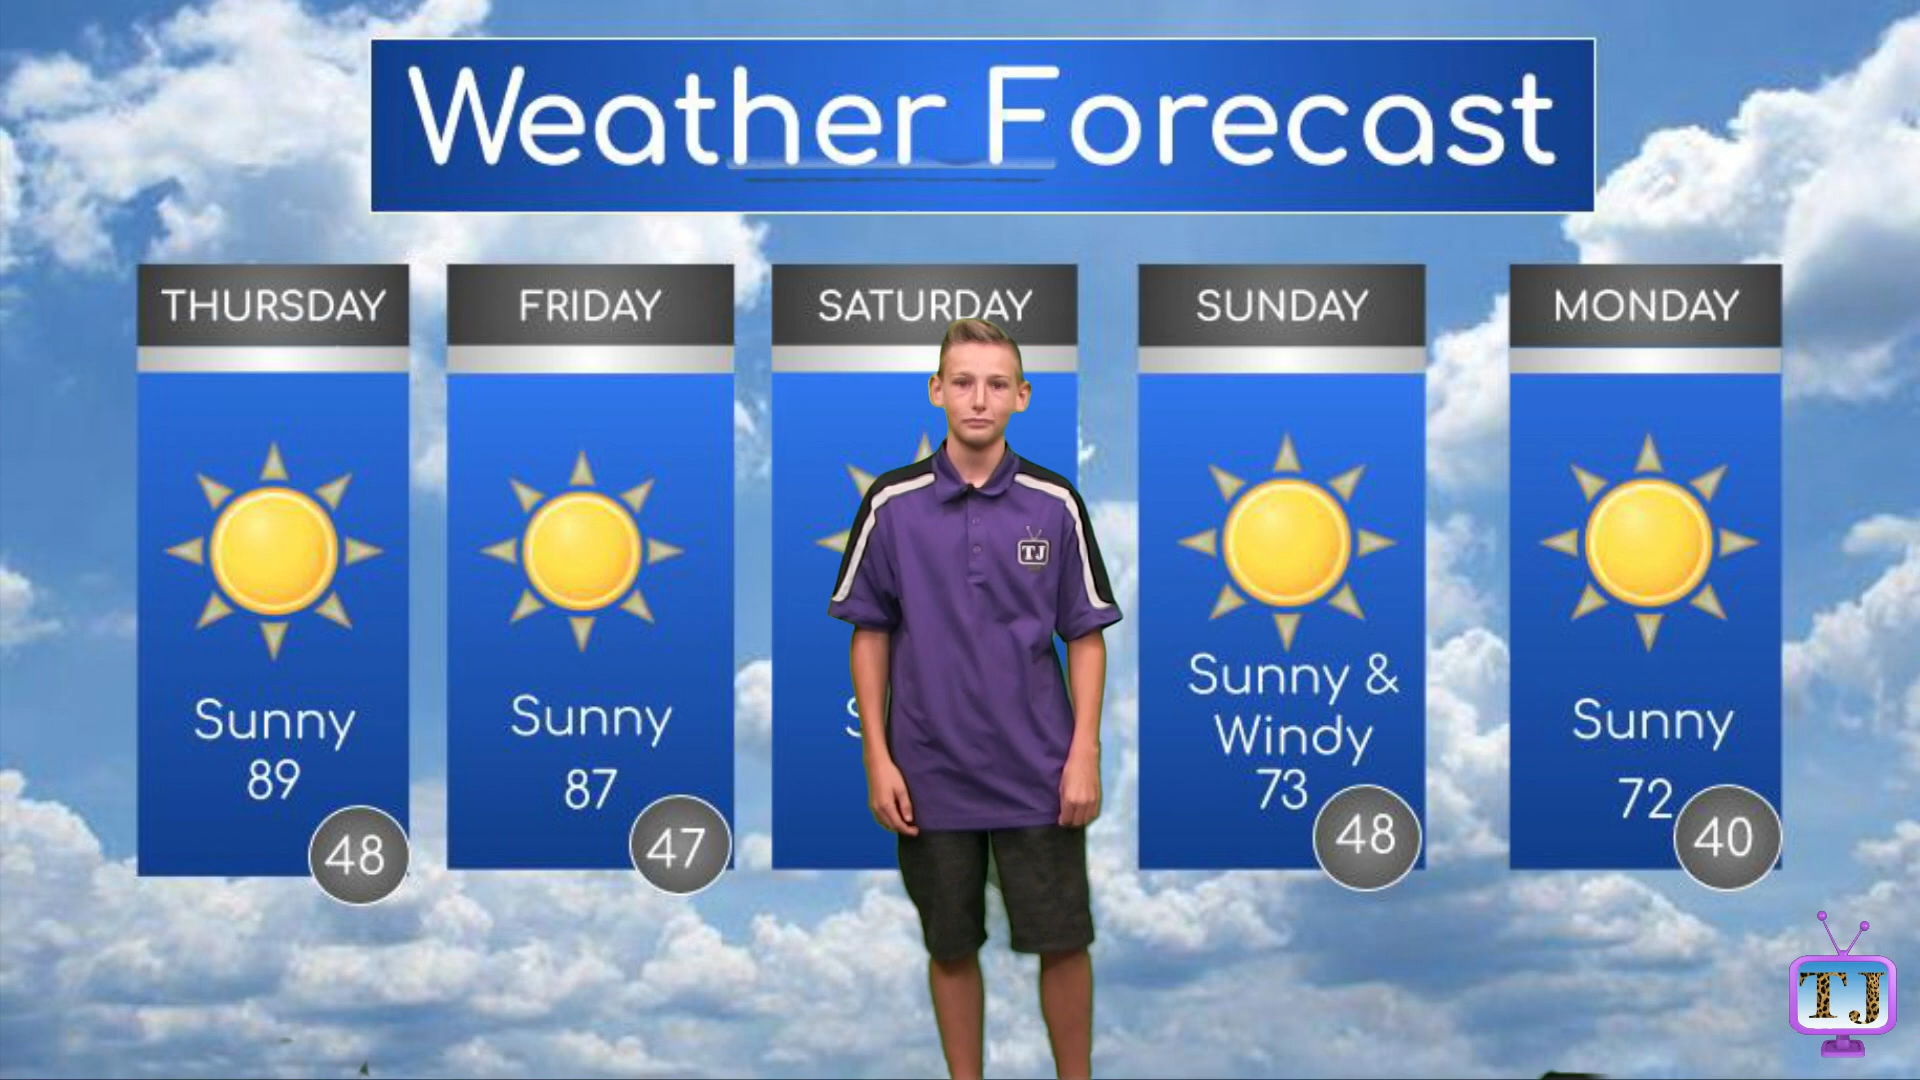 Weather Forecast
THURSDAY
Sunny
89
48
FRIDAY
Sunny
87
47
SATURDAY
SUNDAY
Sunny &
Windy
73
48
MONDAY
Sunny
72
40
TJ
TJ